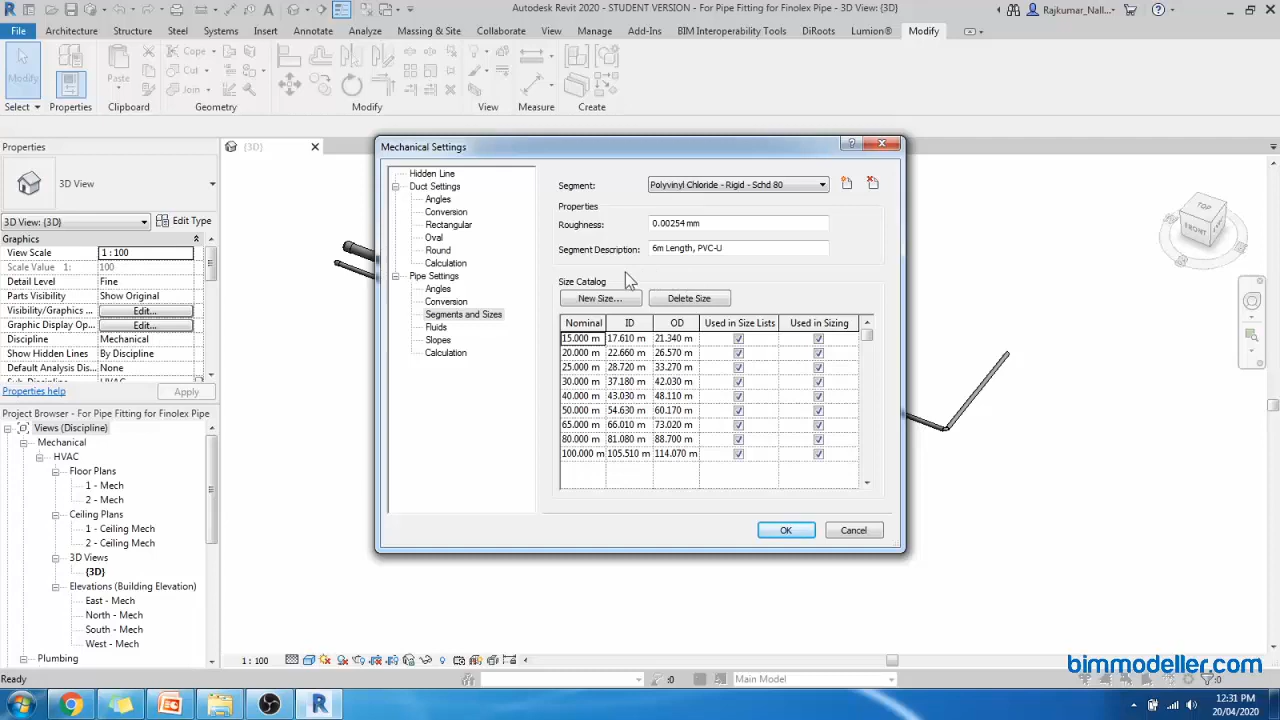 Autodesk Revit 2020 - STUDENT VERSION - For Pipe Fitting for Finolex Pipe - 3D View: {3D}
Rajkumar_Nall...
File Architecture Structure Steel Systems Insert Annotate Analyze Massing & Site Collaborate View Manage Add-Ins BIM Interoperability Tools DiRoots Lumion® Modify
Modify
Paste
Cope
Cut
Join
Select Properties Clipboard Geometry Modify View Measure Create
Properties
3D View
3D View: {3D}
Edit Type
Graphics
View Scale 1 : 100
Scale Value 1: 100
Detail Level Fine
Parts Visibility Show Original
Visibility/Graphics ... Edit...
Graphic Display Op... Edit...
Discipline Mechanical
Show Hidden Lines By Discipline
Default Analysis Dis... None
Sub-Discipline HVAC
Properties help
Apply
Project Browser - For Pipe Fitting for Finolex Pipe
Views (Discipline)
Mechanical
HVAC
Floor Plans
1 - Mech
2 - Mech
Ceiling Plans
1 - Ceiling Mech
2 - Ceiling Mech
3D Views
{3D}
Elevations (Building Elevation)
East - Mech
North - Mech
South - Mech
West - Mech
Plumbing
{3D}
Mechanical Settings
Hidden Line
Duct Settings
Angles
Conversion
Rectangular
Oval
Round
Calculation
Pipe Settings
Angles
Conversion
Segments and Sizes
Fluids
Slopes
Calculation
Segment: Polyvinyl Chloride - Rigid - Schd 80
Properties
Roughness: 0.00254 mm
Segment Description: 6m Length, PVC-U
Size Catalog
New Size... Delete Size
Nominal ID OD Used in Size Lists Used in Sizing
15.000 m 17.610 m 21.340 m
20.000 m 22.660 m 26.570 m
25.000 m 28.720 m 33.270 m
30.000 m 37.180 m 42.030 m
40.000 m 43.030 m 48.110 m
50.000 m 54.630 m 60.170 m
65.000 m 66.010 m 73.020 m
80.000 m 81.080 m 88.700 m
100.000 m 105.510 m 114.070 m
OK Cancel
TOP
FRONT
1 : 100
bimmodeller.com
Ready
:0
Main Model
:0
12:31 PM
20/04/2020